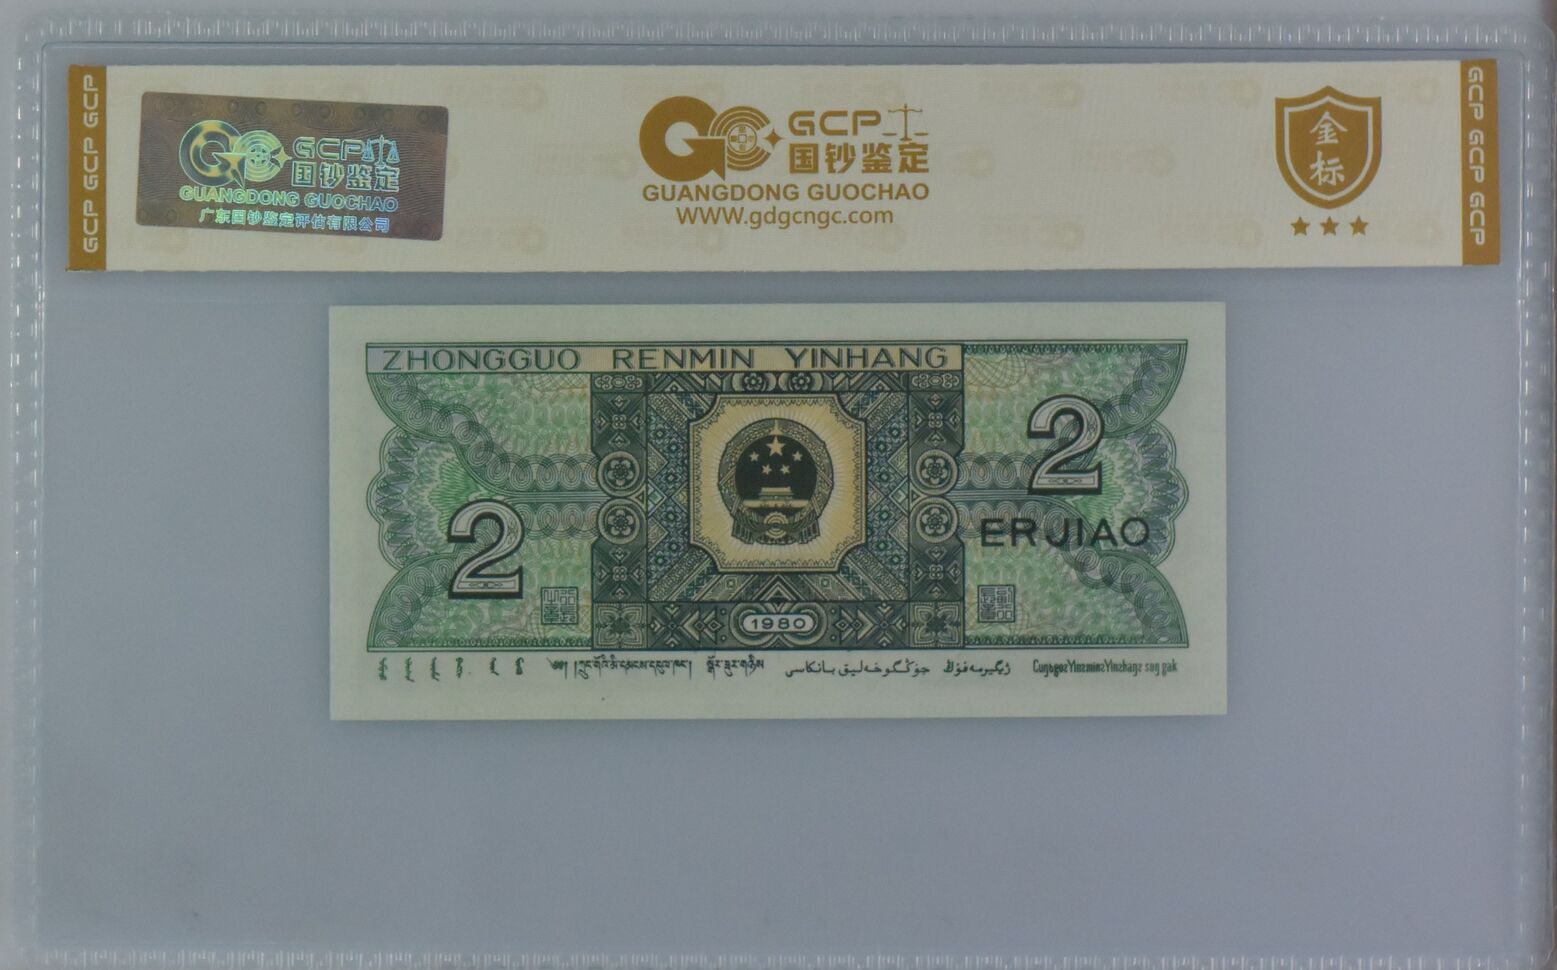 GCP GCP GCP
GCP
国钞鉴定
GUANGDONG GUOCHAO
广东国钞鉴定评估有限公司
GCP
国钞鉴定
GUANGDONG GUOCHAO
WWW.gdgcngc.com
金标
GCP GCP GCP
ZHONGGUO RENMIN YINHANG
2
2
ERJIAO
1980